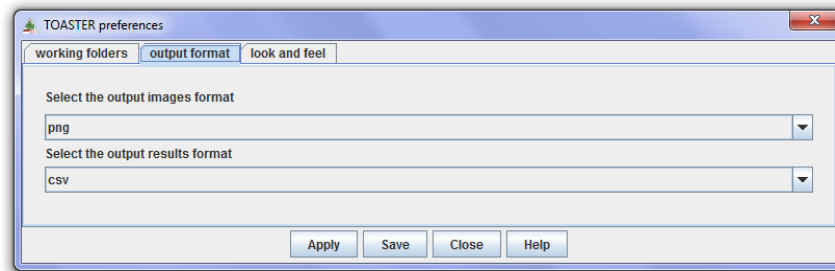 TOASTER preferences
working folders output format look and feel
Select the output images format
png
Select the output results format
csv
Apply Save Close Help